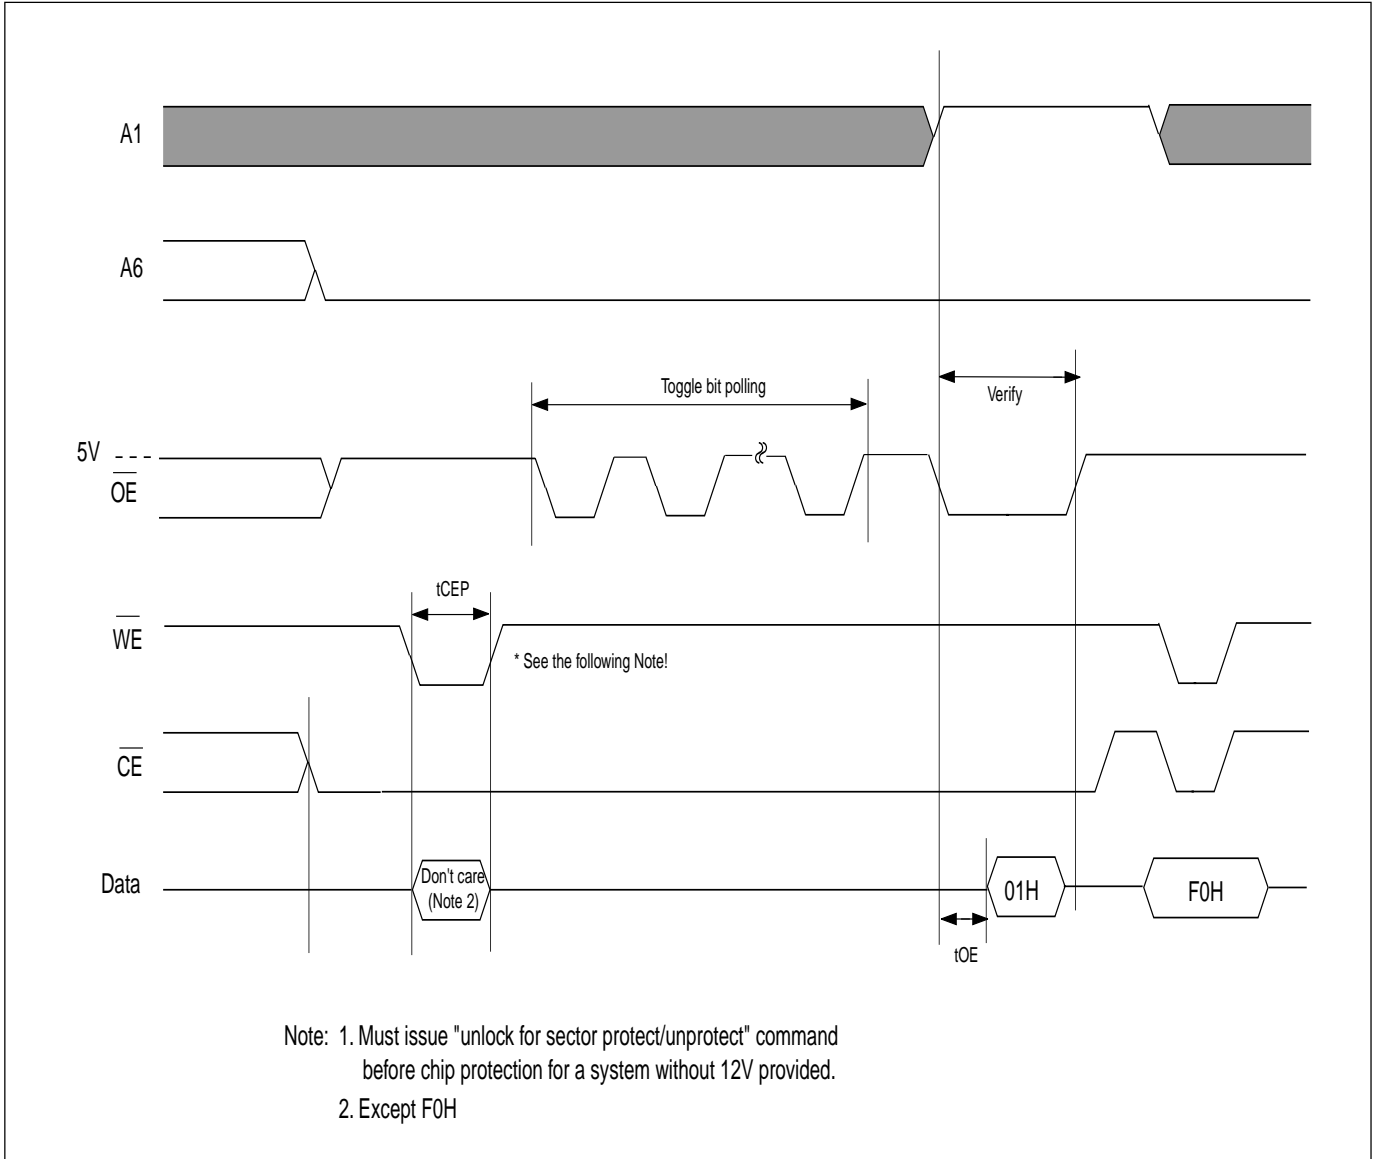 A1
A6
Toggle bit polling
Verify
5V
OE
tCEP
WE
* See the following Note!
CE
Data
Don't care
(Note 2)
01H
F0H
tOE
Note: 1. Must issue "unlock for sector protect/unprotect" command
before chip protection for a system without 12V provided.
2. Except F0H